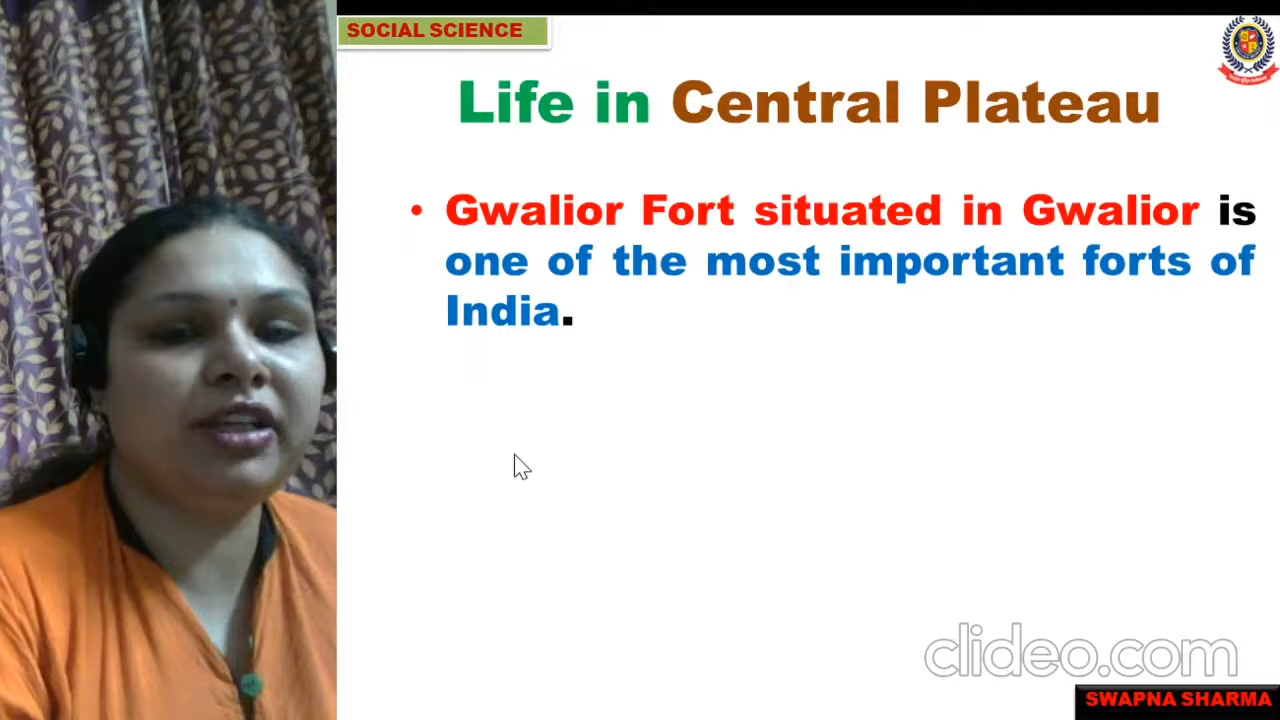 SOCIAL SCIENCE
Life in Central Plateau
• Gwalior Fort situated in Gwalior is
one of the most important forts of
India.
clideo.com
SWAPNA SHARMA